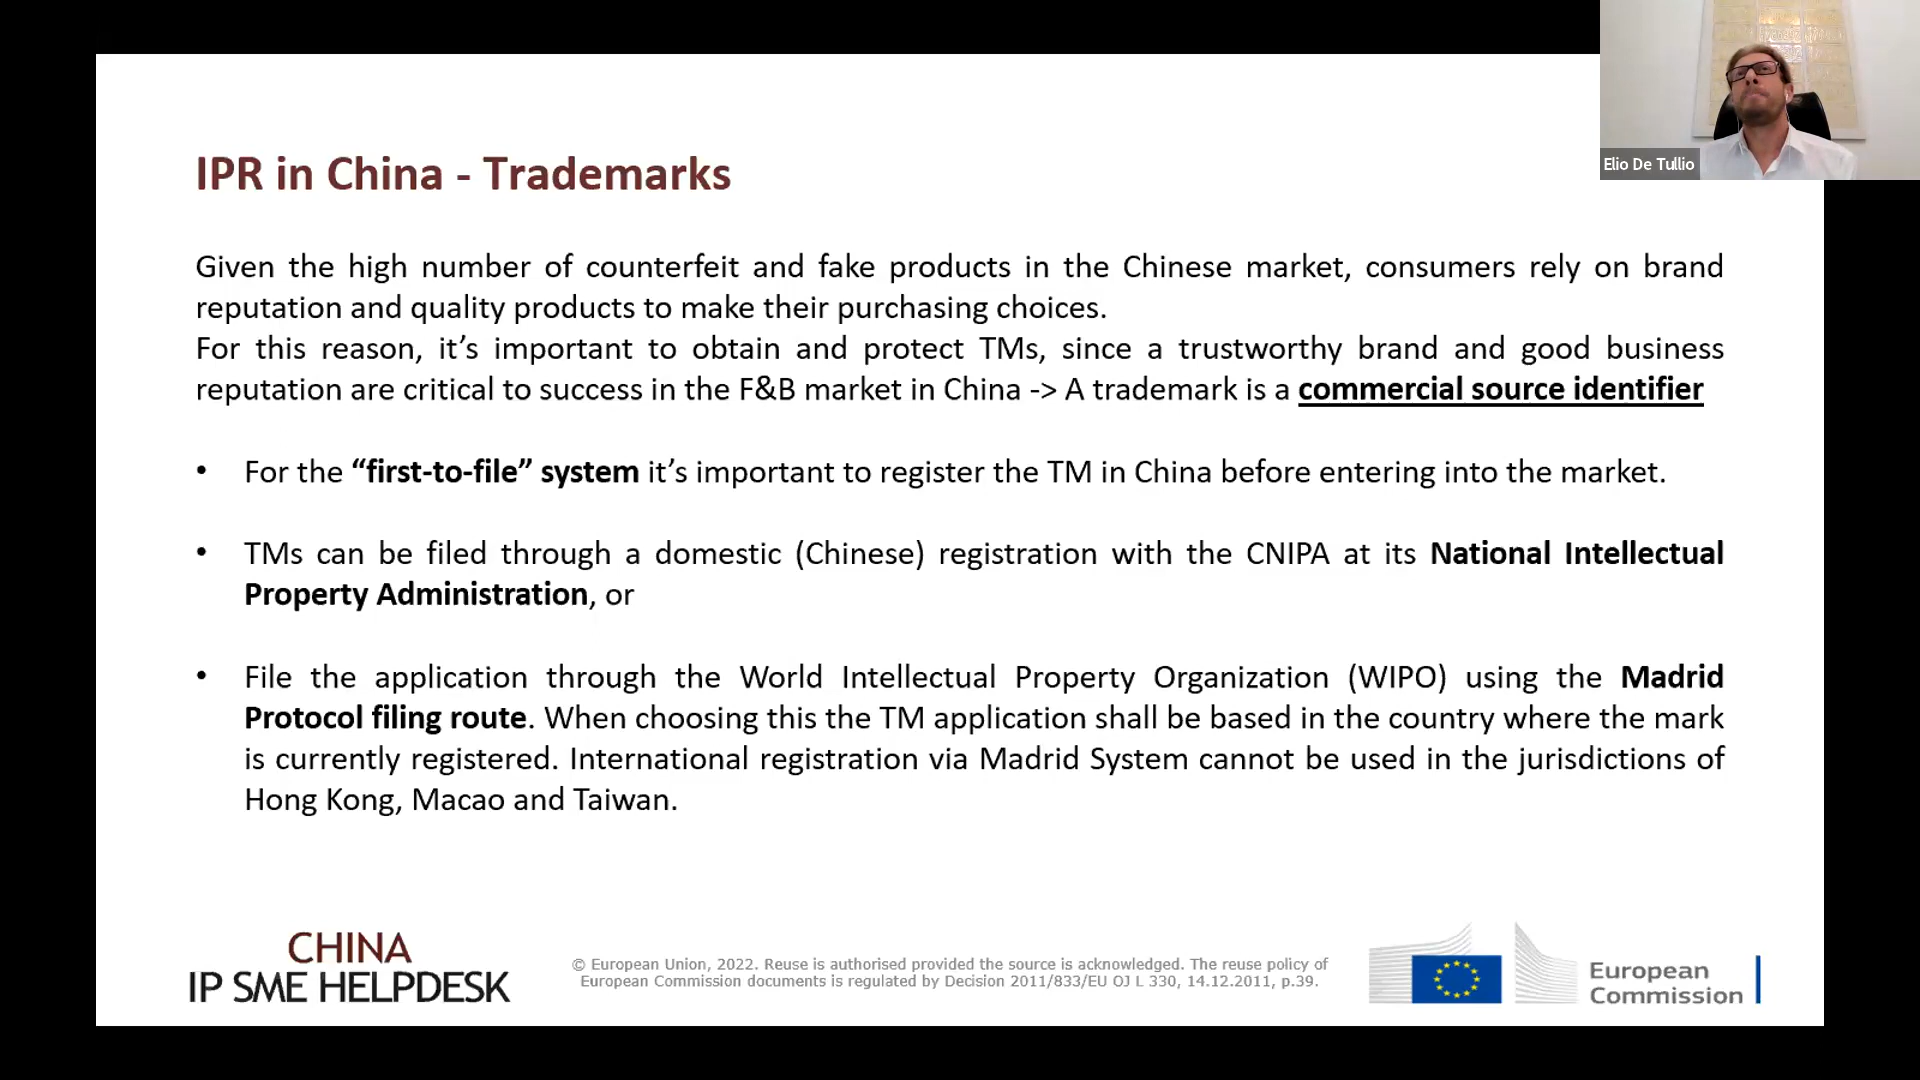 Elio De Tullio
IPR in China - Trademarks
Given the high number of counterfeit and fake products in the Chinese market, consumers rely on brand
reputation and quality products to make their purchasing choices.
For this reason, it’s important to obtain and protect TMs, since a trustworthy brand and good business
reputation are critical to success in the F&B market in China -> A trademark is a commercial source identifier
• For the “first-to-file” system it’s important to register the TM in China before entering into the market.
• TMs can be filed through a domestic (Chinese) registration with the CNIPA at its National Intellectual
Property Administration, or
• File the application through the World Intellectual Property Organization (WIPO) using the Madrid
Protocol filing route. When choosing this the TM application shall be based in the country where the mark
is currently registered. International registration via Madrid System cannot be used in the jurisdictions of
Hong Kong, Macao and Taiwan.
CHINA
IP SME HELPDESK
© European Union, 2022. Reuse is authorised provided the source is acknowledged. The reuse policy of
European Commission documents is regulated by Decision 2011/833/EU OJ L 330, 14.12.2011, p.39.
European
Commission